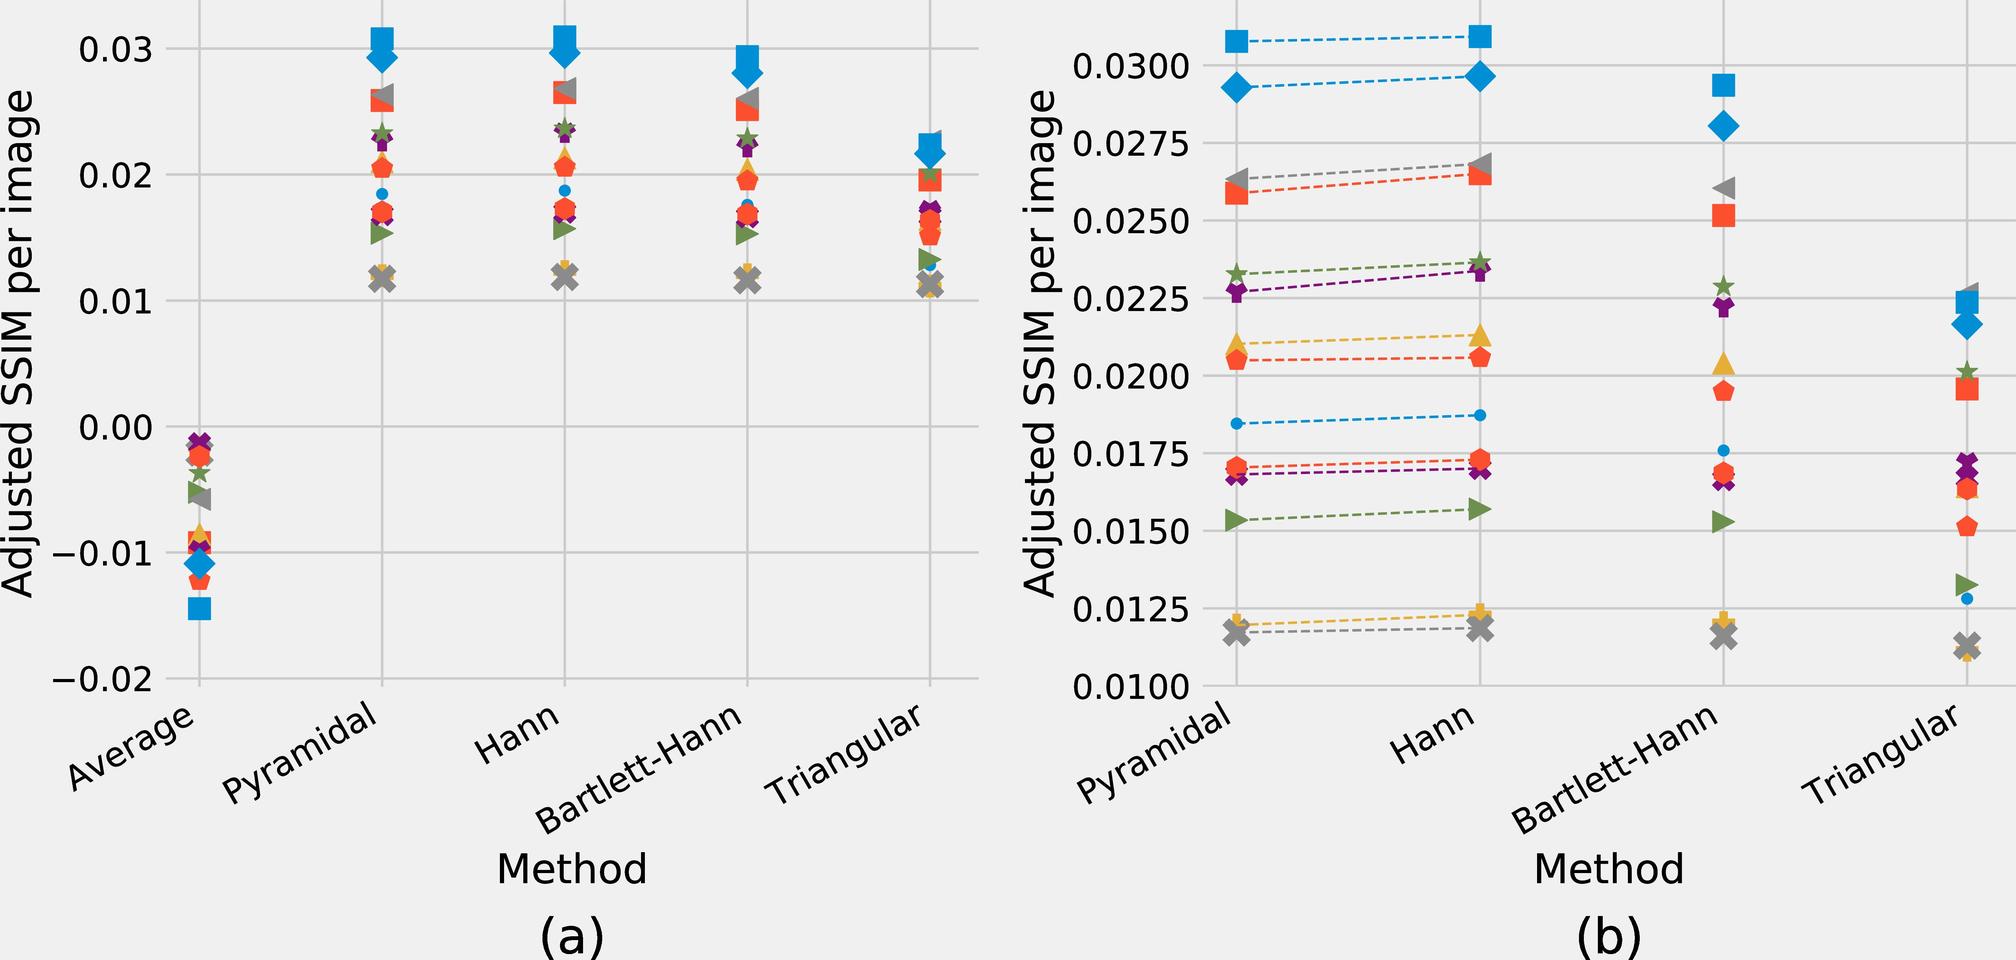 Adjusted SSIM per image
0.03
0.02
0.01
0.00
−0.01
−0.02
Average
Pyramidal
Hann
Bartlett-Hann
Triangular
Method
(a)
Adjusted SSIM per image
0.0300
0.0275
0.0250
0.0225
0.0200
0.0175
0.0150
0.0125
0.0100
Pyramidal
Hann
Bartlett-Hann
Triangular
Method
(b)